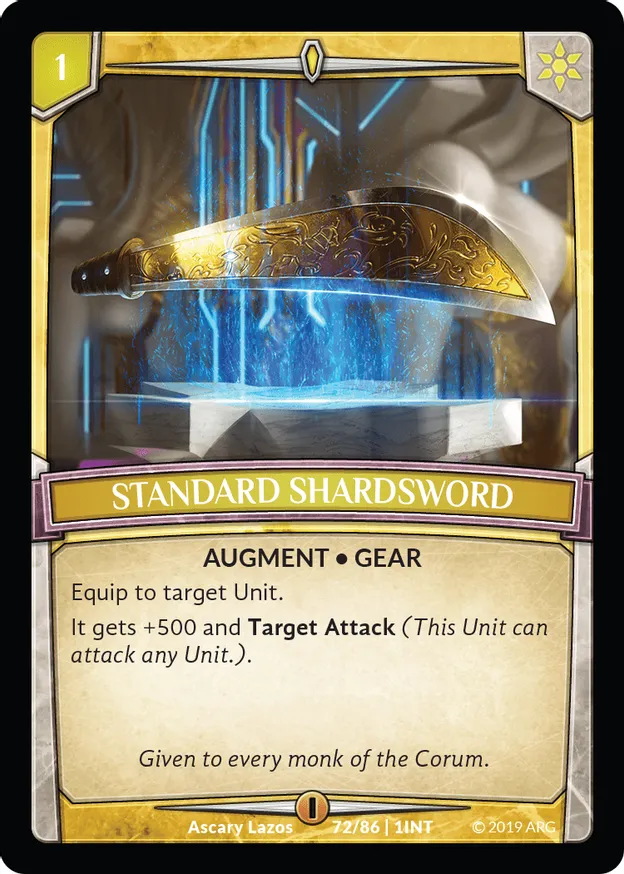 1
STANDARD SHARDSWORD
AUGMENT • GEAR
Equip to target Unit.
It gets +500 and Target Attack (This Unit can
attack any Unit.).
Given to every monk of the Corum.
I
Ascary Lazos 72/86 | 1INT © 2019 ARG